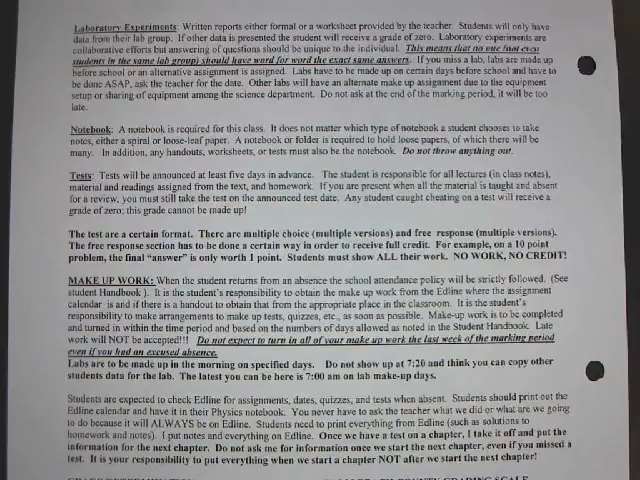 Laboratory Experiments: Written reports either formal or a worksheet provided by the teacher. Students will only have
data from their lab group. If other data is presented the student will receive a grade of zero. Laboratory experiments are
collaborative efforts but answering of questions should be unique to the individual. This means that no one (not even
students in the same lab group) should have word for word the exact same answers. If you miss a lab, labs are made up
before school or an alternative assignment is assigned. Labs have to be made up on certain days before school and have to
be done ASAP, ask the teacher for the date. Other labs will have an alternate make up assignment due to the equipment
setup or sharing of equipment among the science department. Do not ask at the end of the marking period, it will be too
late.
Notebook: A notebook is required for this class. It does not matter which type of notebook a student chooses to take
notes, either a spiral or loose-leaf paper. A notebook or folder is required to hold loose papers, of which there will be
many. In addition, any handouts, worksheets, or tests must also be the notebook. Do not throw anything out.
Tests: Tests will be announced at least five days in advance. The student is responsible for all lectures (in class notes),
material and readings assigned from the text, and homework. If you are present when all the material is taught and absent
for a review, you must still take the test on the announced test date. Any student caught cheating on a test will receive a
grade of zero; this grade cannot be made up!
The test are a certain format. There are multiple choice (multiple versions) and free response (multiple versions).
The free response section has to be done a certain way in order to receive full credit. For example, on a 10 point
problem, the final "answer" is only worth 1 point. Students must show ALL their work. NO WORK, NO CREDIT!
MAKE UP WORK: When the student returns from an absence the school attendance policy will be strictly followed. (See
student Handbook ). It is the student's responsibility to obtain the make up work from the Edline where the assignment
calendar is and if there is a handout to obtain that from the appropriate place in the classroom. It is the student's
responsibility to make arrangements to make up tests, quizzes, etc., as soon as possible. Make-up work is to be completed
and turned in within the time period and based on the numbers of days allowed as noted in the Student Handbook. Late
work will NOT be accepted!!! Do not expect to turn in all of your make up work the last week of the marking period
even if you had an excused absence.
Labs are to be made up in the morning on specified days. Do not show up at 7:20 and think you can copy other
students data for the lab. The latest you can be here is 7:00 am on lab make-up days.
Students are expected to check Edline for assignments, dates, quizzes, and tests when absent. Students should print out the
Edline calendar and have it in their Physics notebook. You never have to ask the teacher what we did or what are we going
to do because it will ALWAYS be on Edline. Students need to print everything from Edline (such as solutions to
homework and notes). I put notes and everything on Edline. Once we have a test on a chapter, I take it off and put the
information for the next chapter. Do not ask me for information once we start the next chapter, even if you missed a
test. It is your responsibility to put everything when we start a chapter NOT after we start the next chapter!